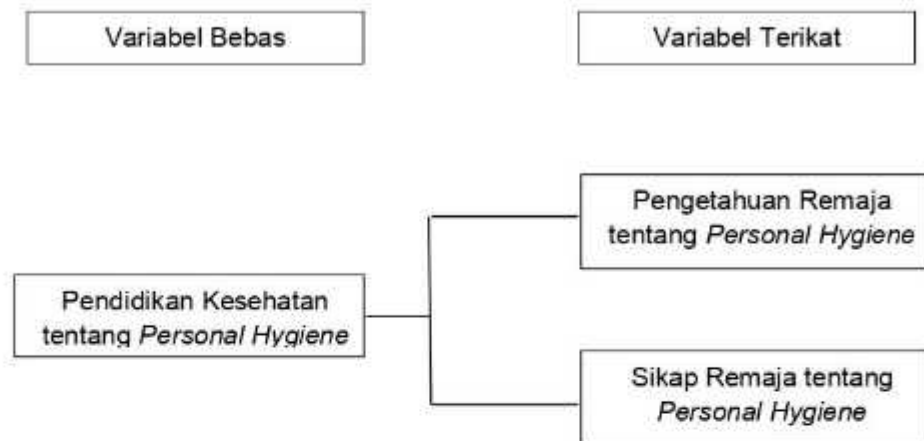 Variabel Bebas
Variabel Terikat
Pengetahuan Remaja
tentang Personal Hygiene
Pendidikan Kesehatan
tentang Personal Hygiene
Sikap Remaja tentang
Personal Hygiene